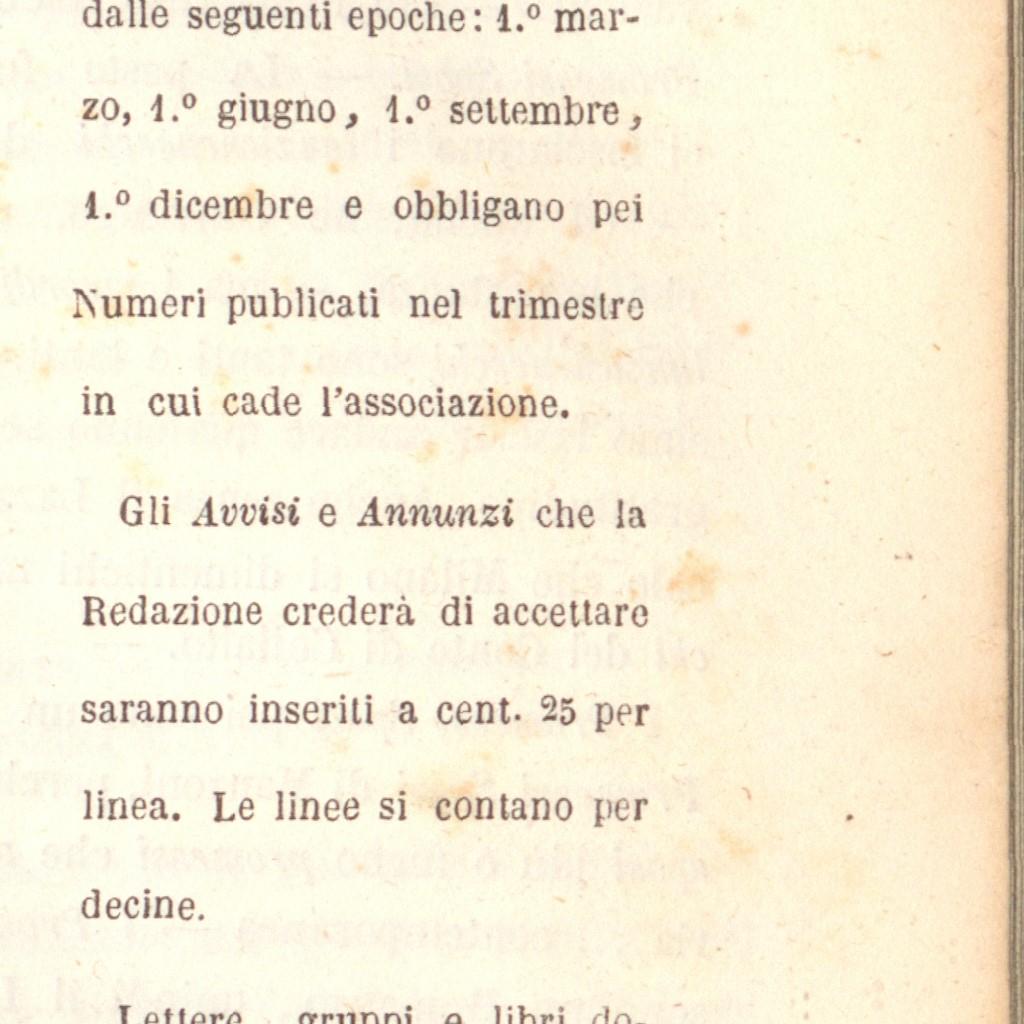 dalle seguenti epoche: 1.º mar-
zo, 1.º giugno, 1.º settembre,
1.º dicembre e obbligano pei
Numeri publicati nel trimestre
in cui cade l'associazione.
Gli Avvisi e Annunzi che la
Redazione crederà di accettare
saranno inseriti a cent. 25 per
linea. Le linee si contano per
decine.
Lettere, gruppi e libri do-